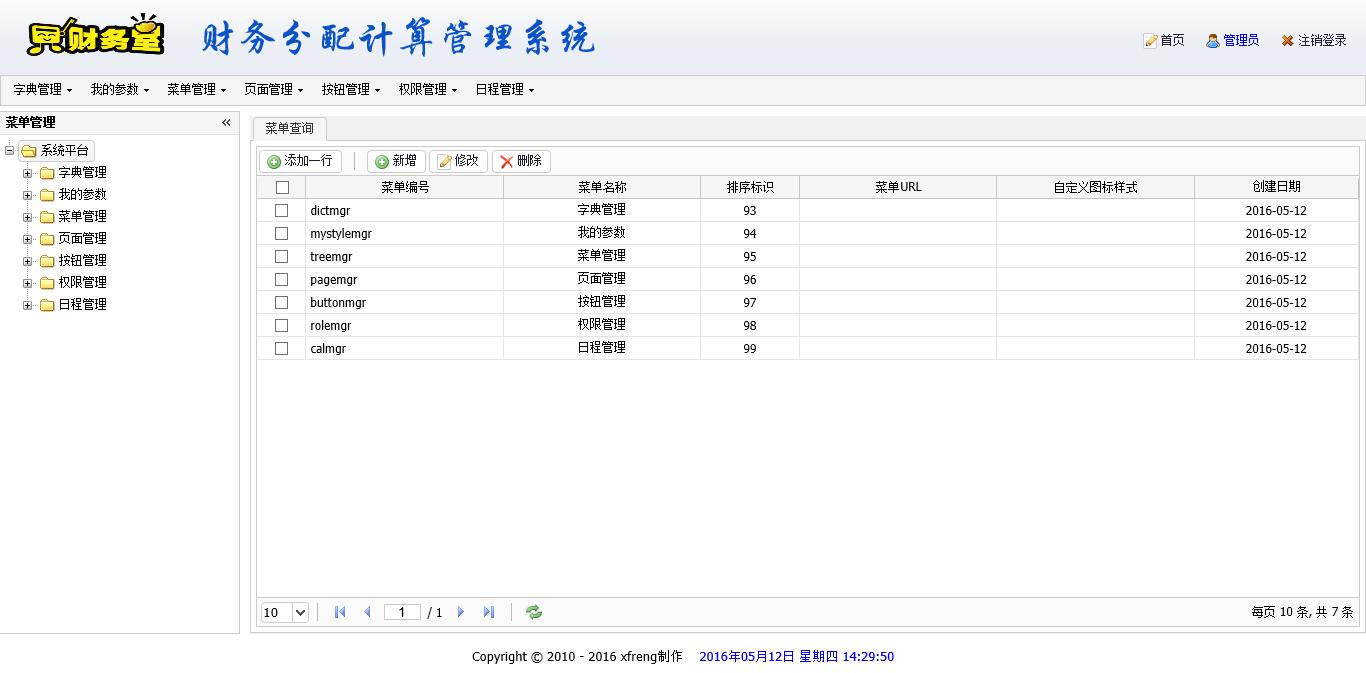 只财务堂 财务分配计算管理系统 首页 管理员 注销登录
字典管理 我的参数 菜单管理 页面管理 按钮管理 权限管理 日程管理
菜单管理 «
系统平台
字典管理
我的参数
菜单管理
页面管理
按钮管理
权限管理
日程管理
菜单查询
添加一行 新增 修改 删除
菜单编号 菜单名称 排序标识 菜单URL 自定义图标样式 创建日期
dictmgr 字典管理 93 2016-05-12
mystylemgr 我的参数 94 2016-05-12
treemgr 菜单管理 95 2016-05-12
pagemgr 页面管理 96 2016-05-12
buttonmgr 按钮管理 97 2016-05-12
rolemgr 权限管理 98 2016-05-12
calmgr 日程管理 99 2016-05-12
10 1 / 1 每页 10 条, 共 7 条
Copyright © 2010 - 2016 xfreng制作 2016年05月12日 星期四 14:29:50